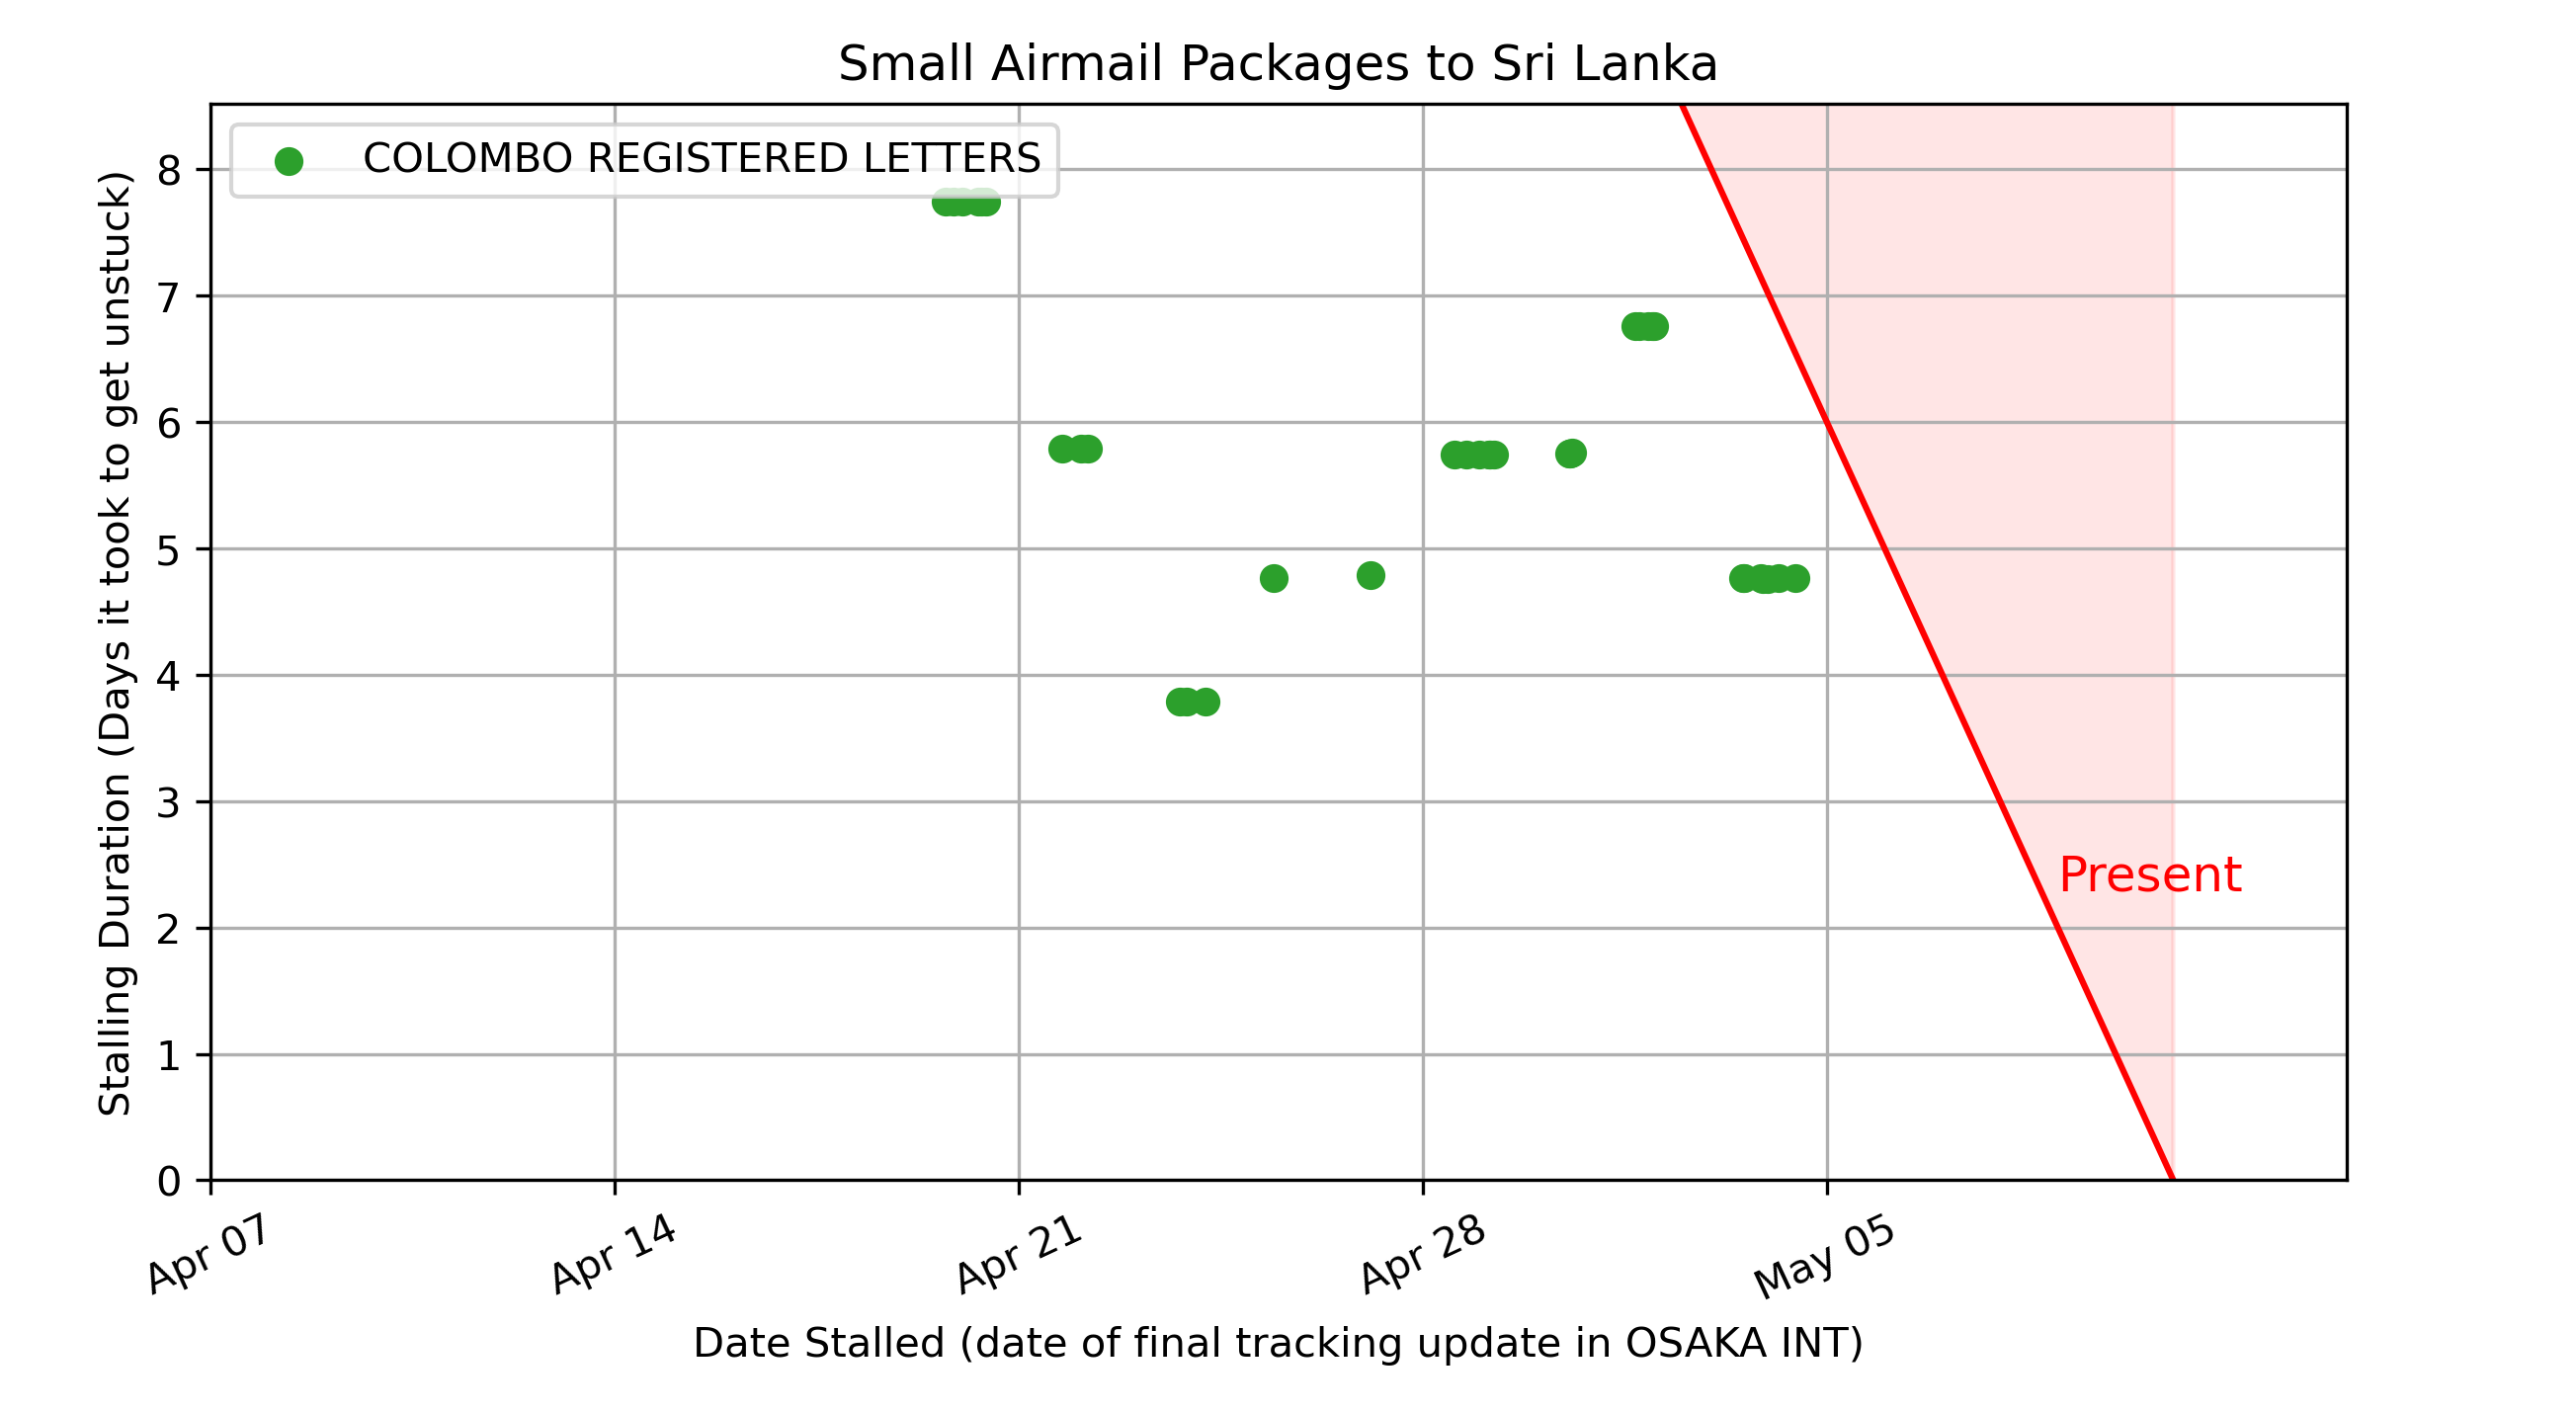 Small Airmail Packages to Sri Lanka
COLOMBO REGISTERED LETTERS
Stalling Duration (Days it took to get unstuck)
8
7
6
5
4
3
2
1
0
Present
Apr 07
Apr 14
Apr 21
Apr 28
May 05
Date Stalled (date of final tracking update in OSAKA INT)